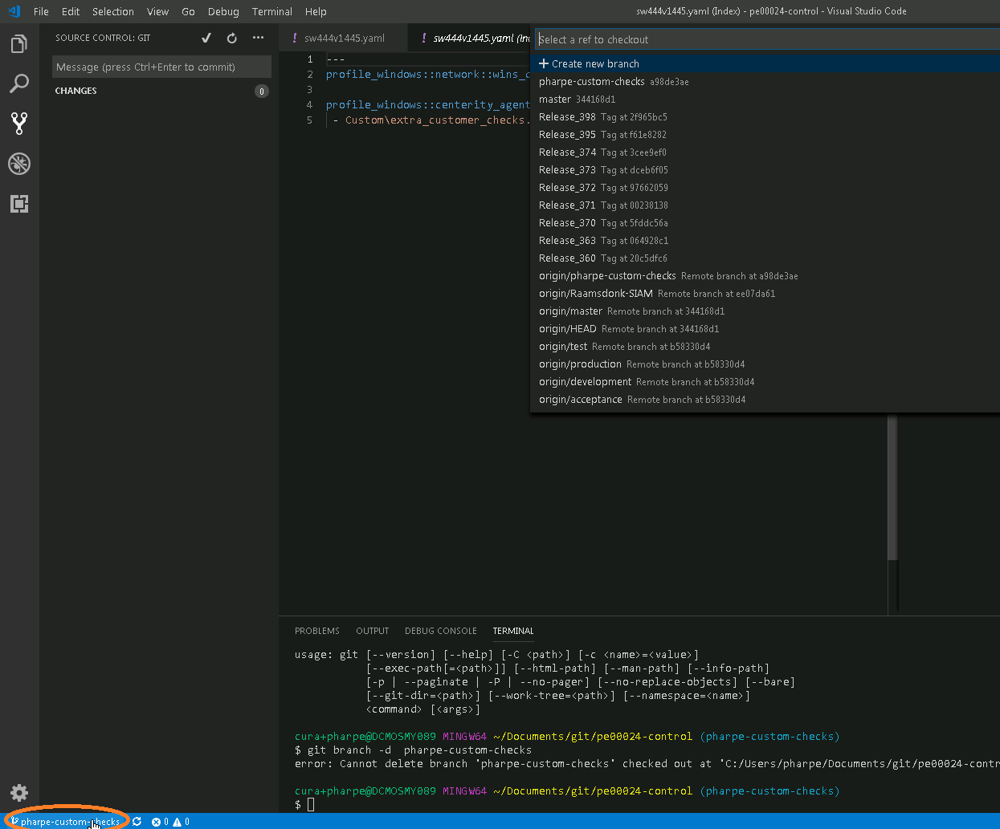 File Edit Selection View Go Debug Terminal Help
sw444v1445.yaml (Index) - pe00024-control - Visual Studio Code
SOURCE CONTROL: GIT
Message (press Ctrl+Enter to commit)
CHANGES 0
! sw444v1445.yaml
! sw444v1445.yaml (In
1 ---
2 profile_windows::network::wins_
3
4 profile_windows::centerity_agent
5 - Custom\extra_customer_checks.
Select a ref to checkout
+ Create new branch
pharpe-custom-checks a98de3ae
master 344168d1
Release_398 Tag at 2f965bc5
Release_395 Tag at f61e8282
Release_374 Tag at 3cee9ef0
Release_373 Tag at dceb6f05
Release_372 Tag at 97662059
Release_371 Tag at 00238138
Release_370 Tag at 5fddc56a
Release_363 Tag at 064928c1
Release_360 Tag at 20c5dfc6
origin/pharpe-custom-checks Remote branch at a98de3ae
origin/Raamsdonk-SIAM Remote branch at ee07da61
origin/master Remote branch at 344168d1
origin/HEAD Remote branch at 344168d1
origin/test Remote branch at b58330d4
origin/production Remote branch at b58330d4
origin/development Remote branch at b58330d4
origin/acceptance Remote branch at b58330d4
PROBLEMS OUTPUT DEBUG CONSOLE TERMINAL
usage: git [--version] [--help] [-C <path>] [-c <name>=<value>]
[--exec-path[=<path>]] [--html-path] [--man-path] [--info-path]
[-p | --paginate | -P | --no-pager] [--no-replace-objects] [--bare]
[--git-dir=<path>] [--work-tree=<path>] [--namespace=<name>]
<command> [<args>]
cura+pharpe@DCMOSMY089 MINGW64 ~/Documents/git/pe00024-control (pharpe-custom-checks)
$ git branch -d  pharpe-custom-checks
error: Cannot delete branch 'pharpe-custom-checks' checked out at 'C:/Users/pharpe/Documents/git/pe00024-contr
cura+pharpe@DCMOSMY089 MINGW64 ~/Documents/git/pe00024-control (pharpe-custom-checks)
$
pharpe-custom-checks 0 0